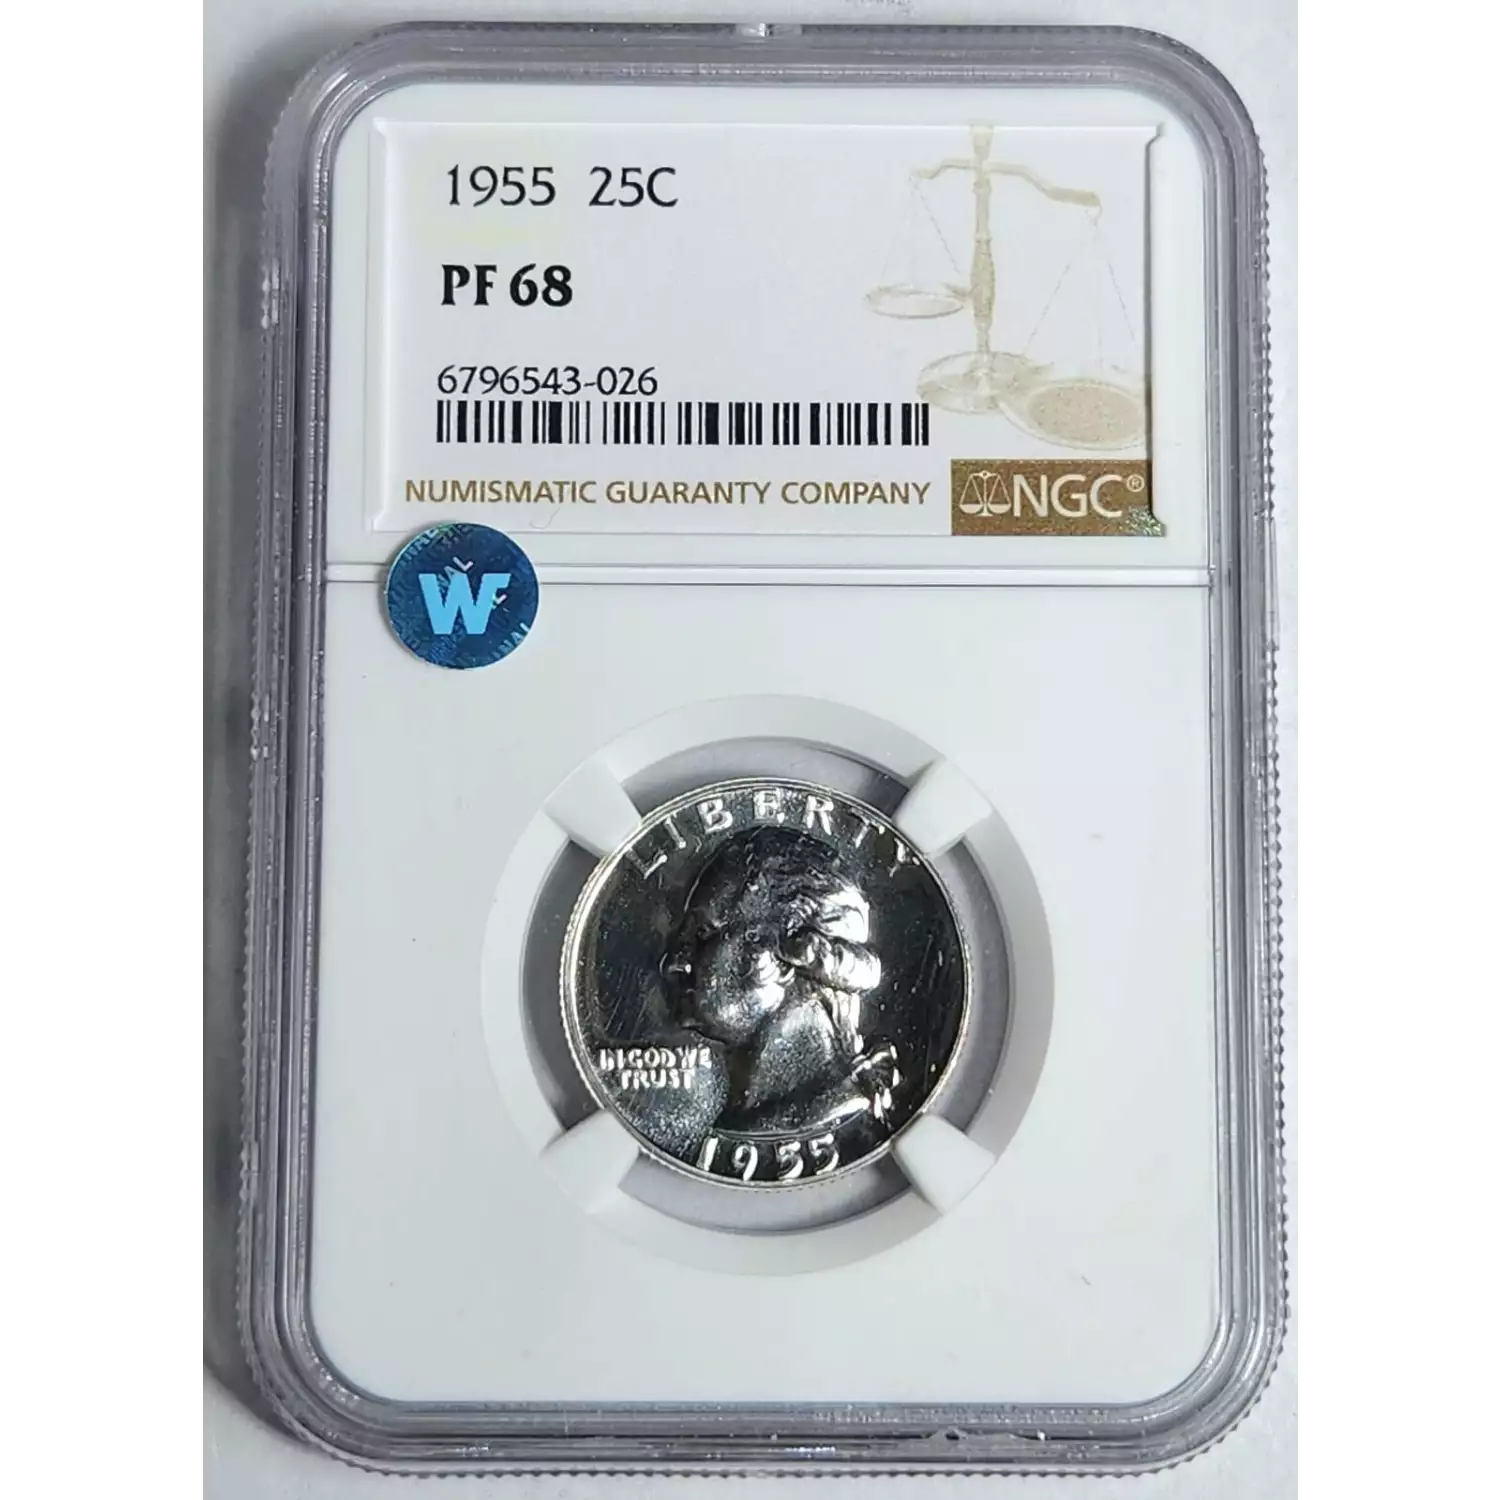 1955 25C
PF 68
6796543-026
NUMISMATIC GUARANTY COMPANY
NGC®
W
LIBERTY
IN GOD WE
TRUST
1955